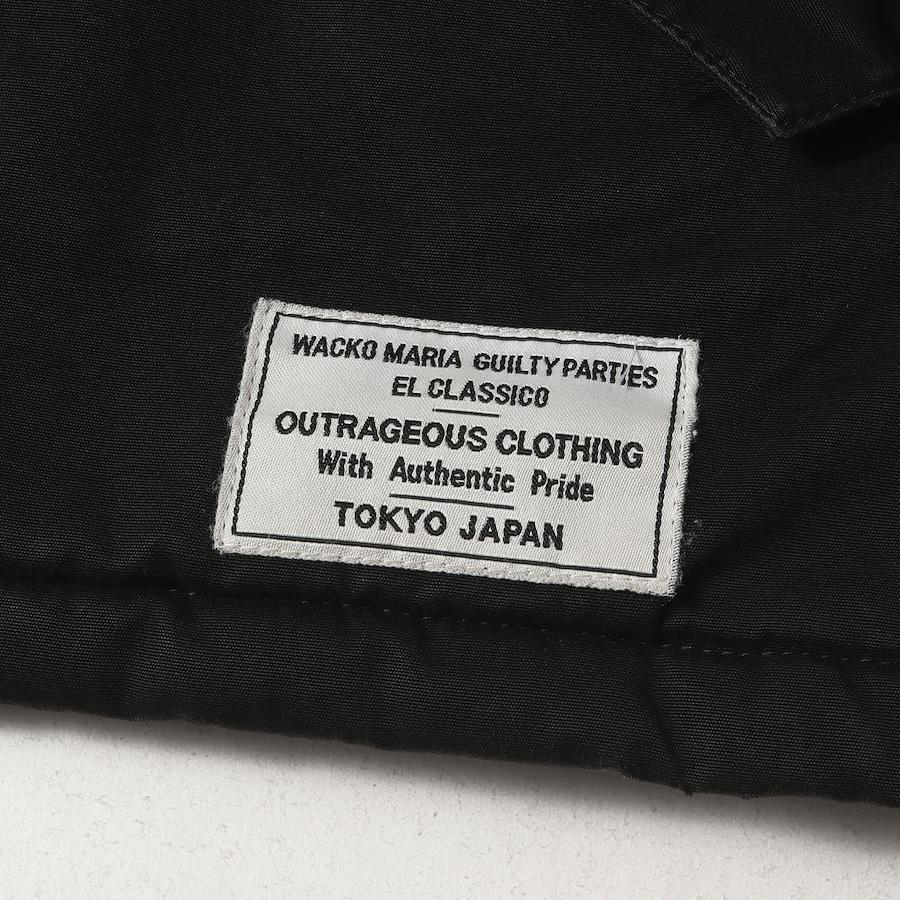 WACKO MARIA GUILTY PARTIES
EL CLASSICO
OUTRAGEOUS CLOTHING
With Authentic Pride
TOKYO JAPAN